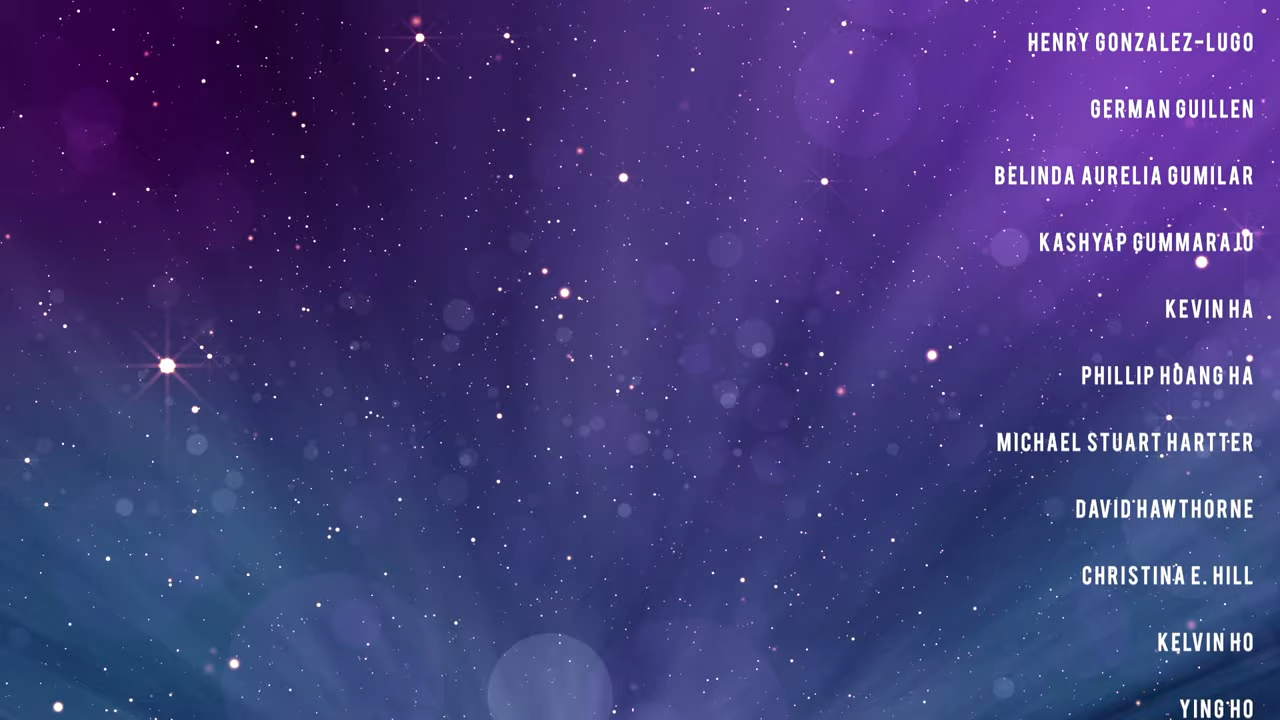 HENRY GONZALEZ-LUGO
GERMAN GUILLEN
BELINDA AURELIA GUMILAR
KASHYAP GUMMARAJU
KEVIN HA
PHILLIP HOANG HA
MICHAEL STUART HARTTER
DAVID HAWTHORNE
CHRISTINA E. HILL
KELVIN HO
YING HO